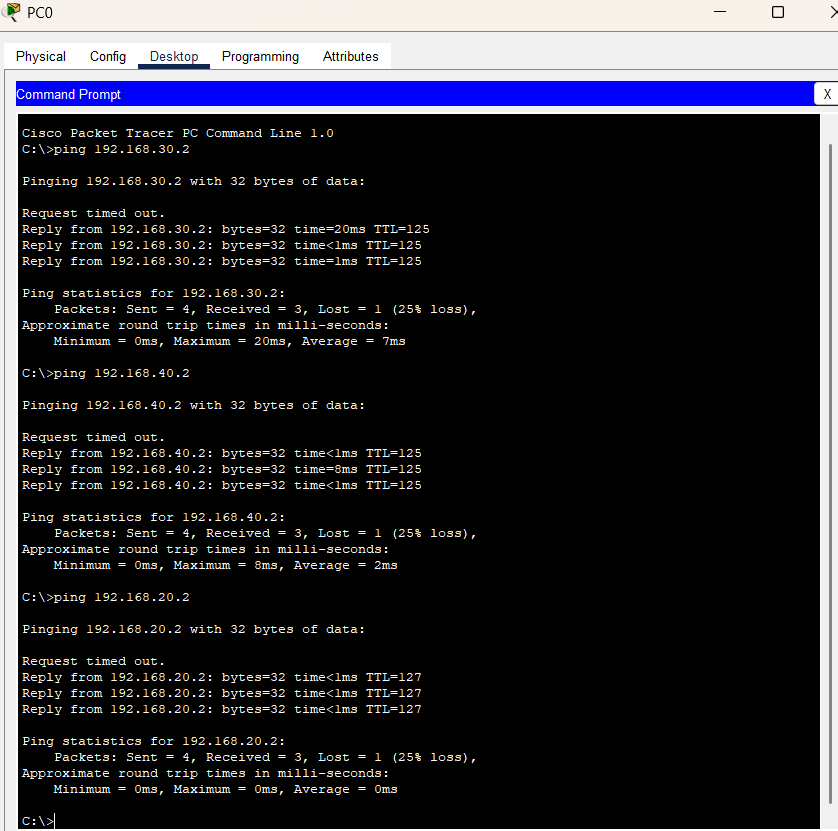 PC0
Physical Config Desktop Programming Attributes
Command Prompt X
Cisco Packet Tracer PC Command Line 1.0
C:\>ping 192.168.30.2
Pinging 192.168.30.2 with 32 bytes of data:
Request timed out.
Reply from 192.168.30.2: bytes=32 time=20ms TTL=125
Reply from 192.168.30.2: bytes=32 time<1ms TTL=125
Reply from 192.168.30.2: bytes=32 time=1ms TTL=125
Ping statistics for 192.168.30.2:
    Packets: Sent = 4, Received = 3, Lost = 1 (25% loss),
Approximate round trip times in milli-seconds:
    Minimum = 0ms, Maximum = 20ms, Average = 7ms
C:\>ping 192.168.40.2
Pinging 192.168.40.2 with 32 bytes of data:
Request timed out.
Reply from 192.168.40.2: bytes=32 time<1ms TTL=125
Reply from 192.168.40.2: bytes=32 time=8ms TTL=125
Reply from 192.168.40.2: bytes=32 time<1ms TTL=125
Ping statistics for 192.168.40.2:
    Packets: Sent = 4, Received = 3, Lost = 1 (25% loss),
Approximate round trip times in milli-seconds:
    Minimum = 0ms, Maximum = 8ms, Average = 2ms
C:\>ping 192.168.20.2
Pinging 192.168.20.2 with 32 bytes of data:
Request timed out.
Reply from 192.168.20.2: bytes=32 time<1ms TTL=127
Reply from 192.168.20.2: bytes=32 time<1ms TTL=127
Reply from 192.168.20.2: bytes=32 time<1ms TTL=127
Ping statistics for 192.168.20.2:
    Packets: Sent = 4, Received = 3, Lost = 1 (25% loss),
Approximate round trip times in milli-seconds:
    Minimum = 0ms, Maximum = 0ms, Average = 0ms
C:\>